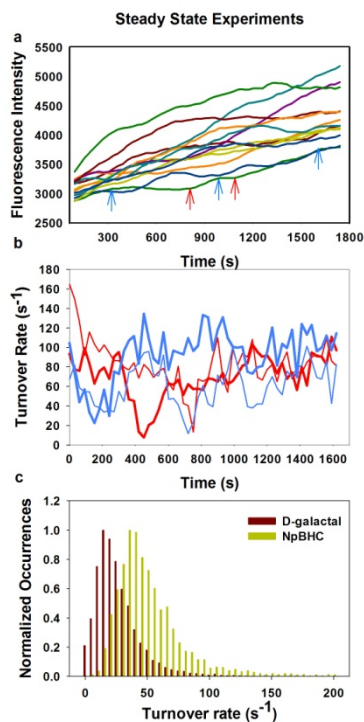 Steady State Experiments
a
Fluorescence Intensity
5500
5000
4500
4000
3500
3000
2500
300 600 900 1200 1500 1800
Time (s)
b
Turnover Rate (s-1)
180
160
140
120
100
80
60
40
20
0
0 200 400 600 800 1000 1200 1400 1600
Time (s)
c
Normalized Occurrences
1.0
0.8
0.6
0.4
0.2
0.0
D-galactal
NpBHC
0 50 100 150 200
Turnover rate (s-1)